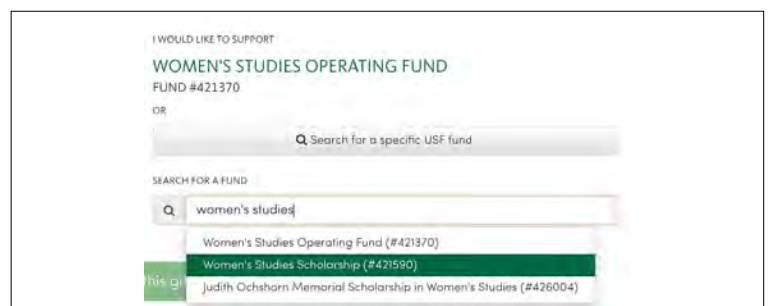 I WOULD LIKE TO SUPPORT
WOMEN'S STUDIES OPERATING FUND
FUND #421370
OR
Search for a specific USF fund
SEARCH FOR A FUND
women's studies
Women's Studies Operating Fund (#421370)
Women's Studies Scholarship (#421590)
his gi
Judith Ochshorn Memorial Scholarship in Women's Studies (#426004)